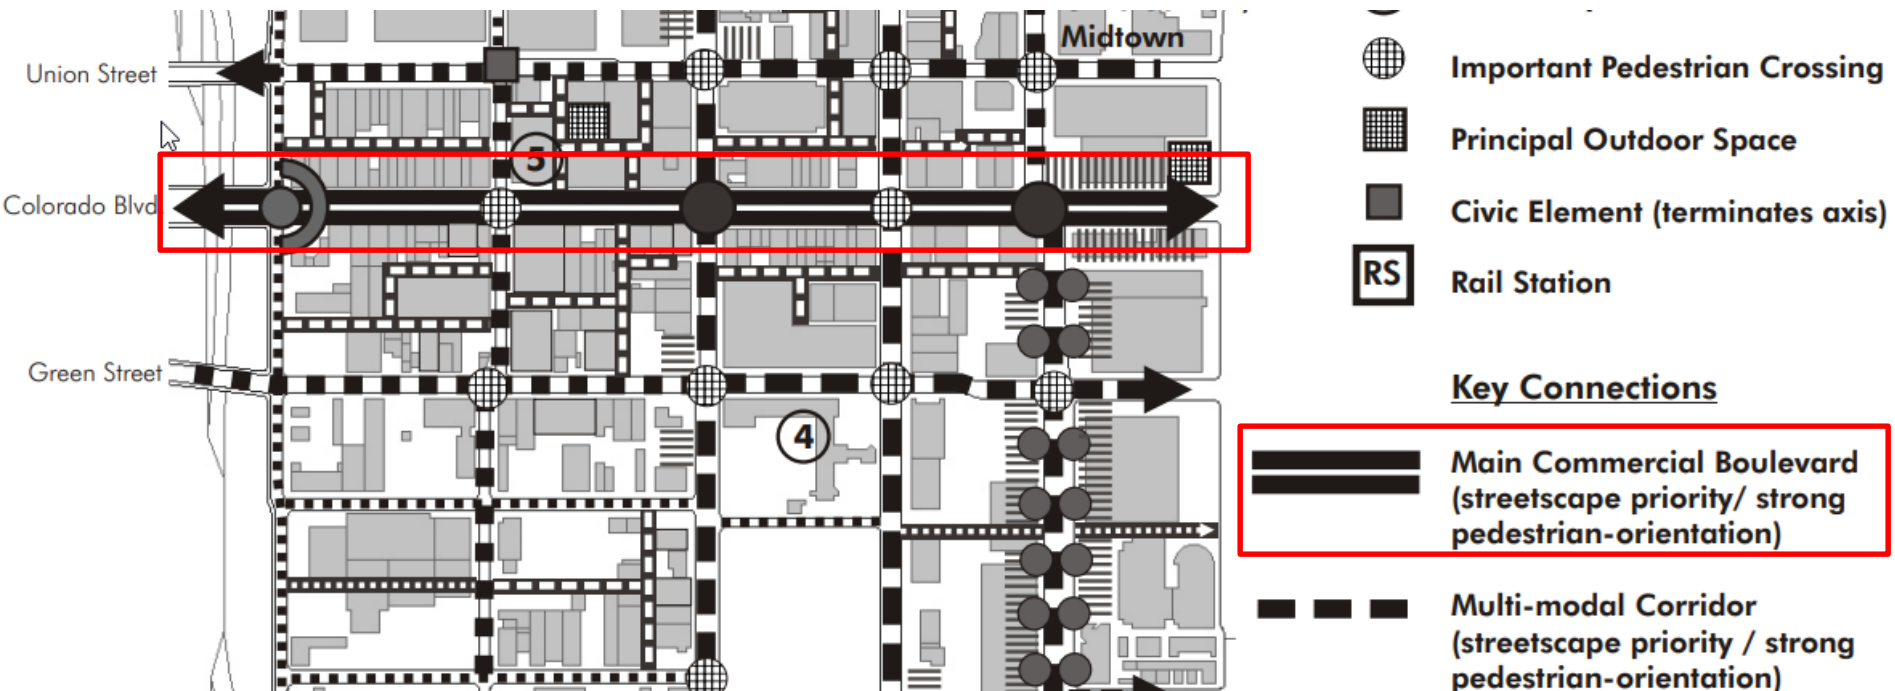 Midtown
Union Street
Colorado Blvd.
Green Street
5
4
Important Pedestrian Crossing
Principal Outdoor Space
Civic Element (terminates axis)
RS
Rail Station
Key Connections
Main Commercial Boulevard
(streetscape priority/ strong
pedestrian-orientation)
Multi-modal Corridor
(streetscape priority / strong
pedestrian-orientation)